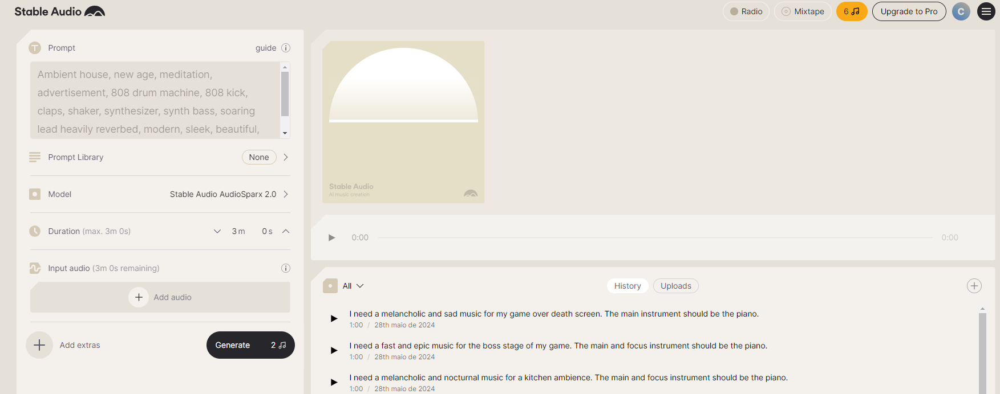 Stable Audio
Radio
Mixtape
6
Upgrade to Pro
C
T
Prompt
guide
i
Ambient house, new age, meditation,
advertisement, 808 drum machine, 808 kick,
claps, shaker, synthesizer, synth bass, soaring
lead heavily reverbed, modern, sleek, beautiful,
Prompt Library
None
Model
Stable Audio AudioSparx 2.0
Duration (max. 3m 0s)
3 m
0 s
Input audio (3m 0s remaining)
i
Add audio
Add extras
Generate 2
Stable Audio
AI music creation
0:00
0:00
All
History
Uploads
I need a melancholic and sad music for my game over death screen. The main instrument should be the piano.
1:00 / 28th maio de 2024
I need a fast and epic music for the boss stage of my game. The main and focus instrument should be the piano.
1:00 / 28th maio de 2024
I need a melancholic and nocturnal music for a kitchen ambience. The main and focus instrument should be the piano.
1:00 / 28th maio de 2024